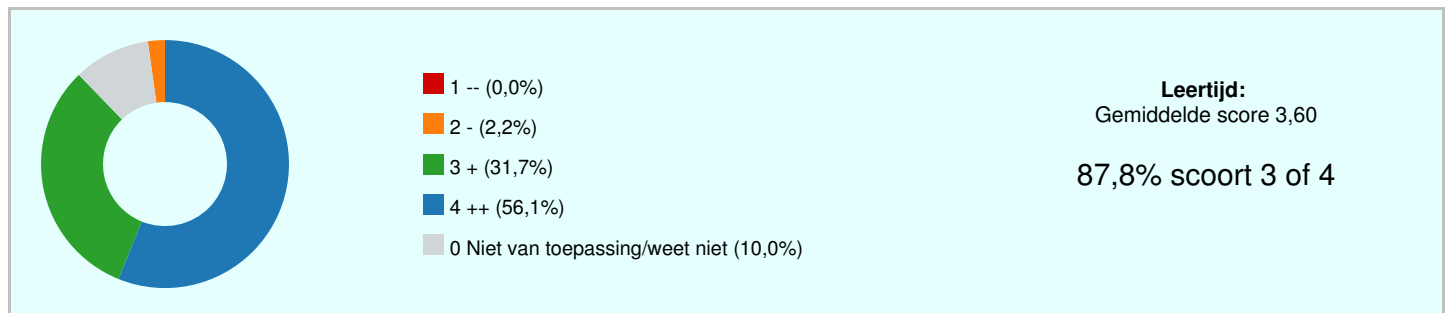 1 -- (0,0%)
2 - (2,2%)
3 + (31,7%)
4 ++ (56,1%)
0 Niet van toepassing/weet niet (10,0%)
Leertijd:
Gemiddelde score 3,60
87,8% scoort 3 of 4